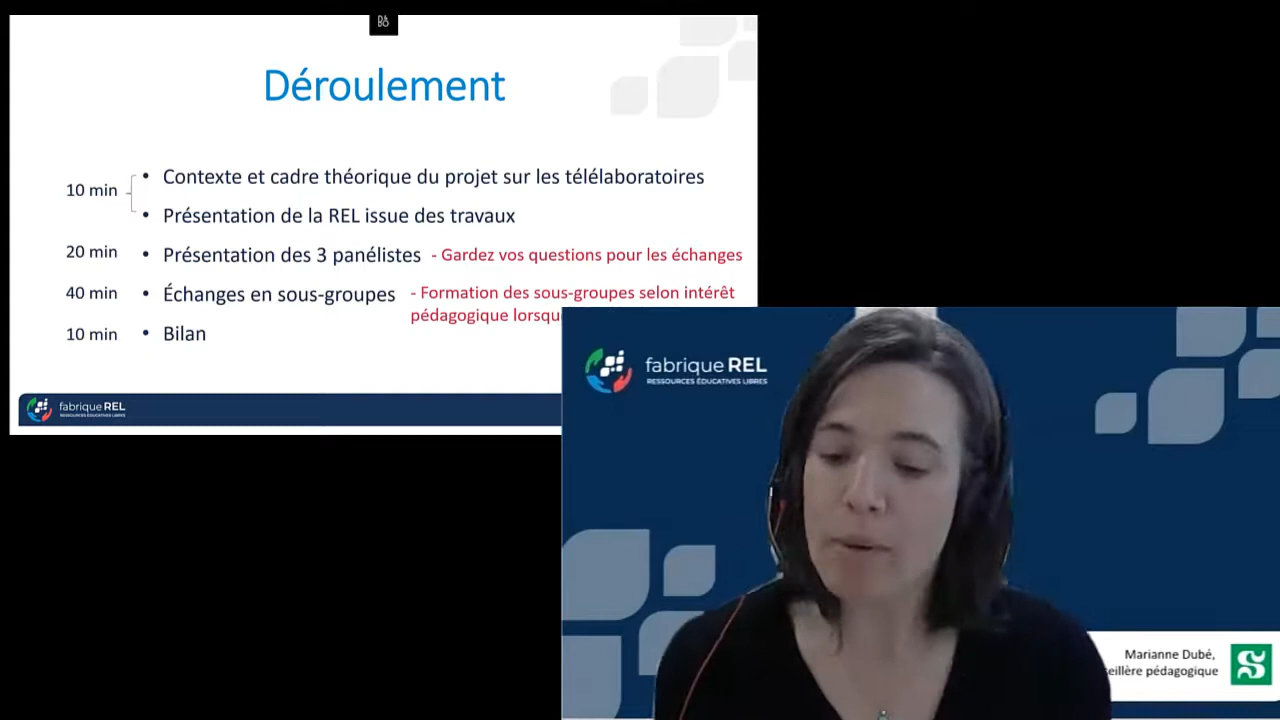 Déroulement
10 min
• Contexte et cadre théorique du projet sur les télélaboratoires
• Présentation de la REL issue des travaux
20 min • Présentation des 3 panélistes - Gardez vos questions pour les échanges
40 min • Échanges en sous-groupes - Formation des sous-groupes selon intérêt
pédagogique
10 min • Bilan
fabrique REL
RESSOURCES ÉDUCATIVES LIBRES
fabrique REL
RESSOURCES ÉDUCATIVES LIBRES
Marianne Dubé,
pédagogique